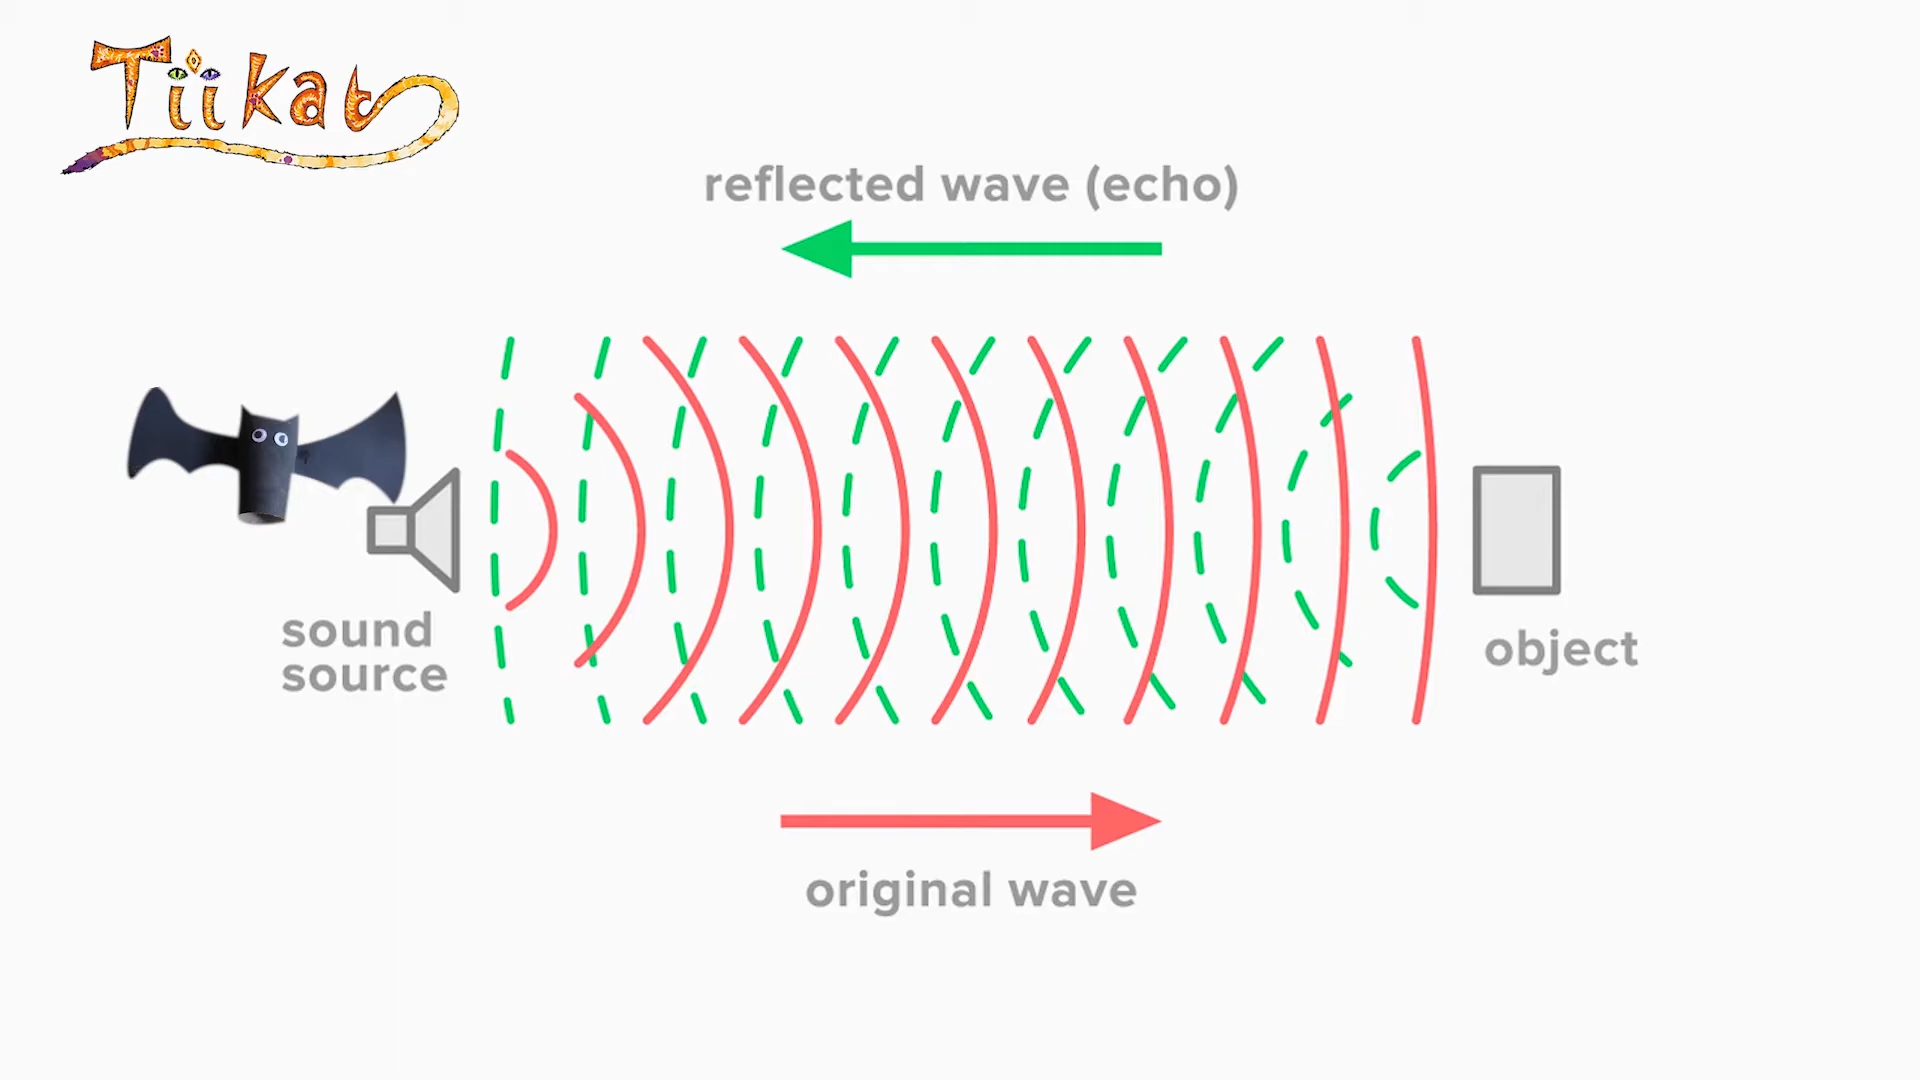 Tiikat
reflected wave (echo)
sound
source
object
original wave